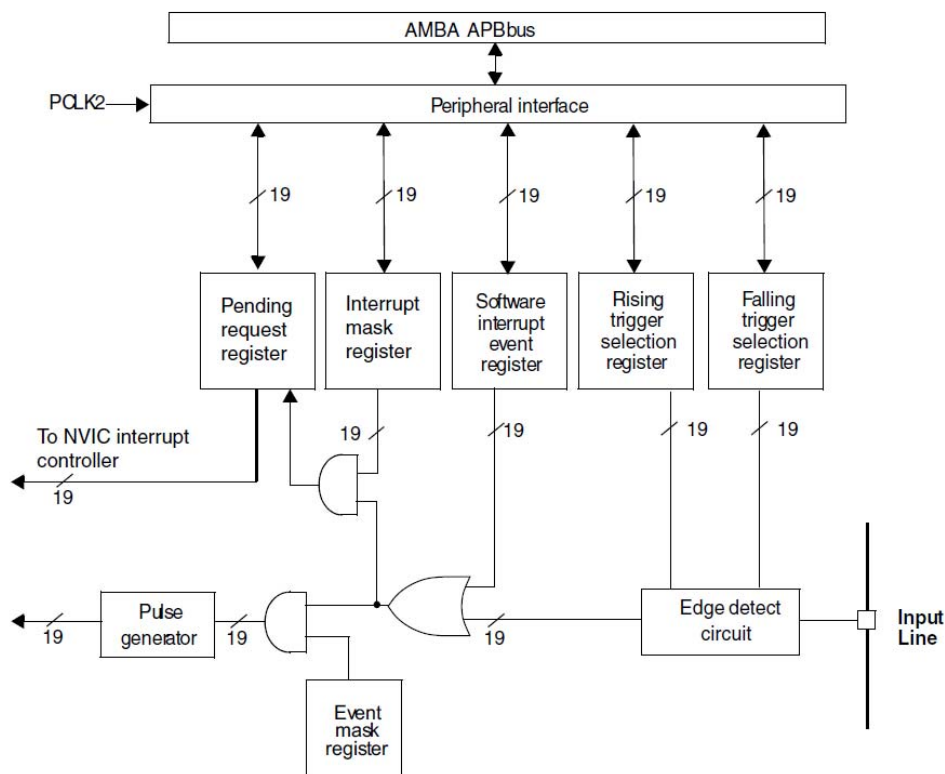 AMBA APB bus
PCLK2
Peripheral interface
19
19
19
19
19
Pending
request
register
Interrupt
mask
register
Software
interrupt
event
register
Rising
trigger
selection
register
Falling
trigger
selection
register
To NVIC interrupt
controller
19
19
19
19
19
Pulse
generator
19
19
19
Edge detect
circuit
Input
Line
Event
mask
register